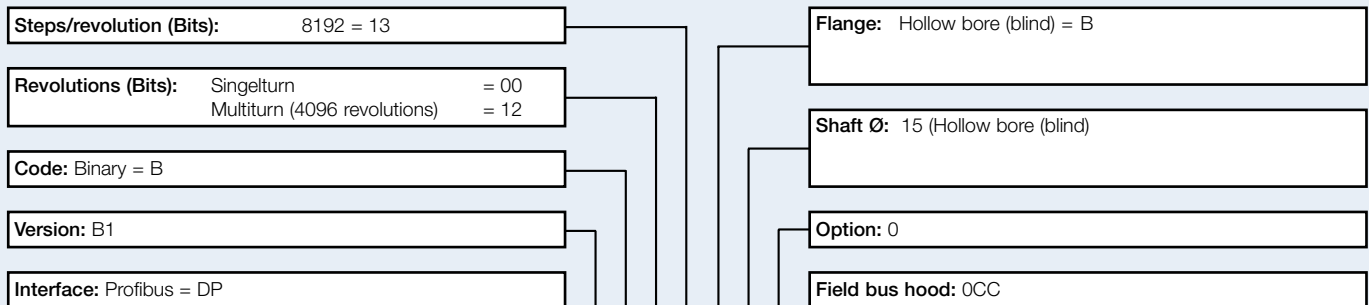 Steps/revolution (Bits): 8192 = 13
Revolutions (Bits): Singelturn = 00
Multiturn (4096 revolutions) = 12
Code: Binary = B
Version: B1
Interface: Profibus = DP
Flange: Hollow bore (blind) = B
Shaft Ø: 15 (Hollow bore (blind)
Option: 0
Field bus hood: 0CC